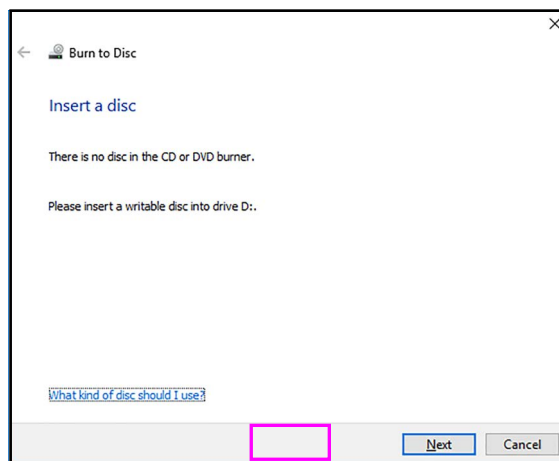 Burn to Disc
Insert a disc
There is no disc in the CD or DVD burner.
Please insert a writable disc into drive D:.
What kind of disc should I use?
Next
Cancel